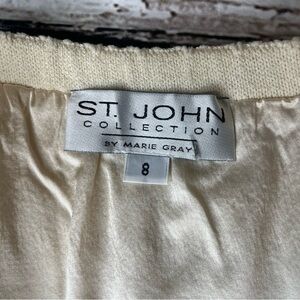 ST. JOHN
COLLECTION
BY MARIE GRAY
8